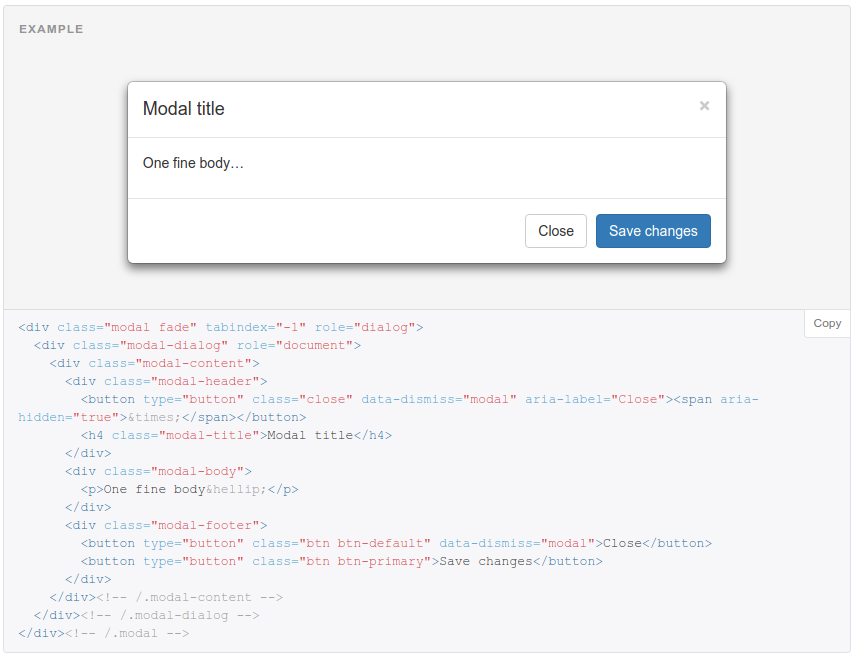 EXAMPLE
Modal title ×
One fine body…
Close Save changes
Copy
<div class="modal fade" tabindex="-1" role="dialog">
  <div class="modal-dialog" role="document">
    <div class="modal-content">
      <div class="modal-header">
        <button type="button" class="close" data-dismiss="modal" aria-label="Close"><span aria-
hidden="true">&times;</span></button>
        <h4 class="modal-title">Modal title</h4>
      </div>
      <div class="modal-body">
        <p>One fine body&hellip;</p>
      </div>
      <div class="modal-footer">
        <button type="button" class="btn btn-default" data-dismiss="modal">Close</button>
        <button type="button" class="btn btn-primary">Save changes</button>
      </div>
    </div><!-- /.modal-content -->
  </div><!-- /.modal-dialog -->
</div><!-- /.modal -->